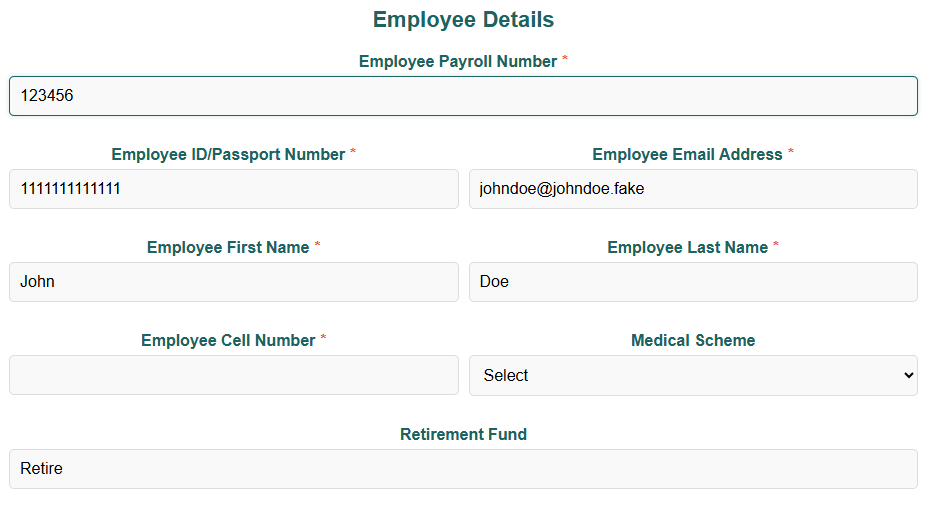 Employee Details
Employee Payroll Number *
123456
Employee ID/Passport Number *
Employee Email Address *
1111111111111
johndoe@johndoe.fake
Employee First Name *
Employee Last Name *
John
Doe
Employee Cell Number *
Medical Scheme
Select
Retirement Fund
Retire